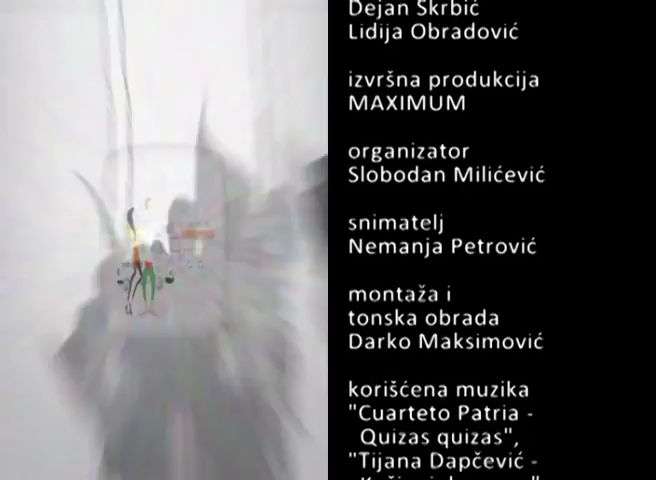 Dejan Škrbić
Lidija Obradović
izvršna produkcija
MAXIMUM
organizator
Slobodan Milićević
snimatelj
Nemanja Petrović
montaža i
tonska obrada
Darko Maksimović
korišćena muzika
"Cuarteto Patria -
Quizas quizas",
"Tijana Dapčević -